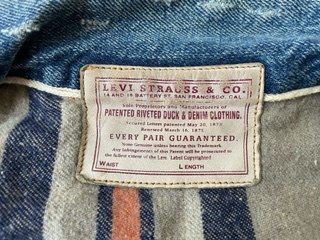 LEVI STRAUSS & CO.
14 AND 16 BATTERY ST. SAN FRANCISCO, CAL.
Sole Proprietors and Manufacturers of
PATENTED RIVETED DUCK & DENIM CLOTHING.
Secured Letters patented May 20, 1873.
Renewed March 16, 1875.
EVERY PAIR GUARANTEED.
None Genuine unless bearing this Trademark.
Any infringements of this Patent will be prosecuted to
the fullest extent of the Law. Label Copyrighted.
WAIST LENGTH